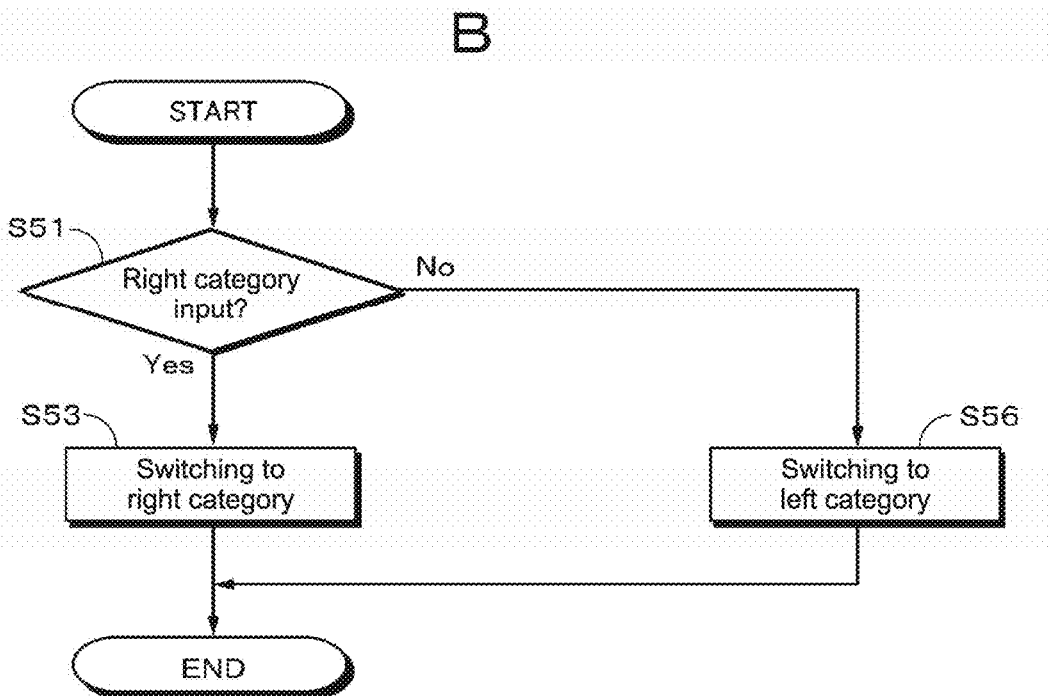 B
START
S51
Right category
input?
No
Yes
S53
Switching to
right category
S56
Switching to
left category
END